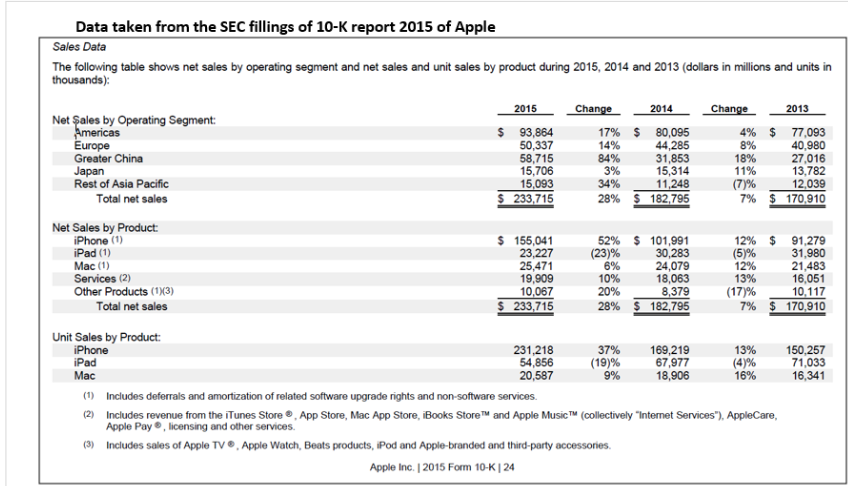 Data taken from the SEC fillings of 10-K report 2015 of Apple
Sales Data
The following table shows net sales by operating segment and net sales and unit sales by product during 2015, 2014 and 2013 (dollars in millions and units in
thousands):
2015 Change 2014 Change 2013
Net Sales by Operating Segment:
Americas $ 93,864 17% $ 80,095 4% $ 77,093
Europe 50,337 14% 44,285 8% 40,980
Greater China 58,715 84% 31,853 18% 27,016
Japan 15,706 3% 15,314 11% 13,782
Rest of Asia Pacific 15,093 34% 11,248 (7)% 12,039
Total net sales $ 233,715 28% $ 182,795 7% $ 170,910
Net Sales by Product:
iPhone (1) $ 155,041 52% $ 101,991 12% $ 91,279
iPad (1) 23,227 (23)% 30,283 (5)% 31,980
Mac (1) 25,471 6% 24,079 12% 21,483
Services (2) 19,909 10% 18,063 13% 16,051
Other Products (1)(3) 10,067 20% 8,379 (17)% 10,117
Total net sales $ 233,715 28% $ 182,795 7% $ 170,910
Unit Sales by Product:
iPhone 231,218 37% 169,219 13% 150,257
iPad 54,856 (19)% 67,977 (4)% 71,033
Mac 20,587 9% 18,906 16% 16,341
(1) Includes deferrals and amortization of related software upgrade rights and non-software services.
(2) Includes revenue from the iTunes Store ®, App Store, Mac App Store, iBooks Store™ and Apple Music™ (collectively "Internet Services"), AppleCare,
Apple Pay ®, licensing and other services.
(3) Includes sales of Apple TV ®, Apple Watch, Beats products, iPod and Apple-branded and third-party accessories.
Apple Inc. | 2015 Form 10-K | 24